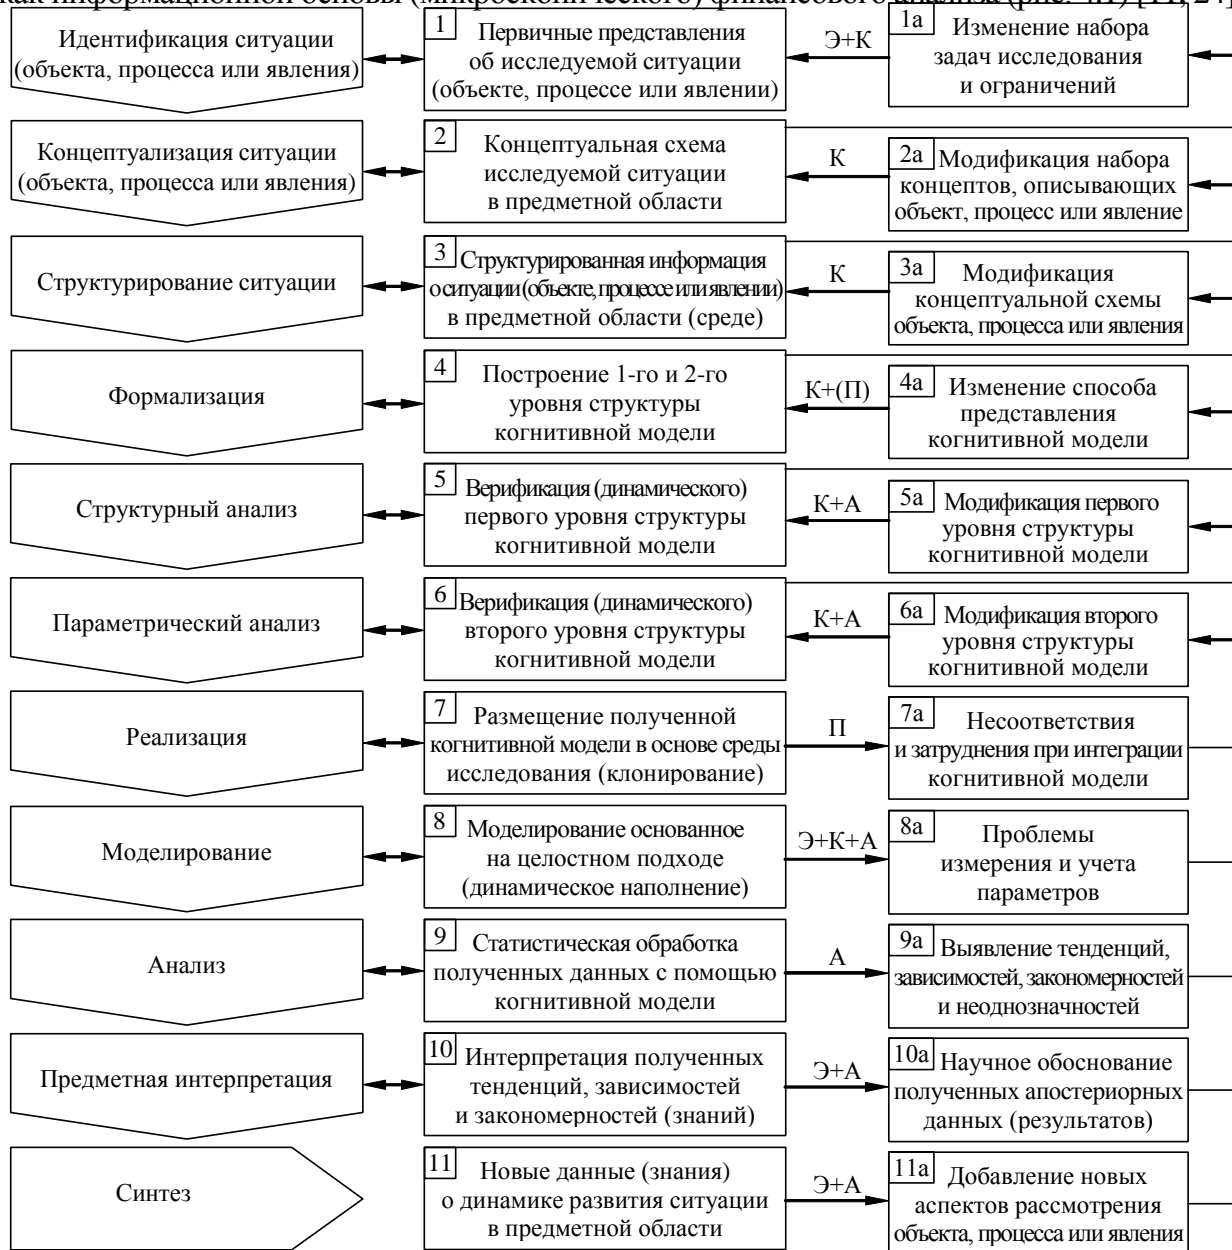 как информационной основы (микроскопического) финансового анализа (рис. 4.1) [11, 24]
Идентификация ситуации
(объекта, процесса или явления)
1
Первичные представления
об исследуемой ситуации
(объекте, процессе или явлении)
Э+К
1а
Изменение набора
задач исследования
и ограничений
Концептуализация ситуации
(объекта, процесса или явления)
2
Концептуальная схема
исследуемой ситуации
в предметной области
К
2а
Модификация набора
концептов, описывающих
объект, процесс или явление
Структурирование ситуации
3
Структурированная информация
о ситуации (объекте, процессе или явлении)
в предметной области (среде)
К
3а
Модификация
концептуальной схемы
объекта, процесса или явления
Формализация
4
Построение 1-го и 2-го
уровня структуры
когнитивной модели
К+(П)
4а
Изменение способа
представления
когнитивной модели
Структурный анализ
5
Верификация (динамического)
первого уровня структуры
когнитивной модели
К+А
5а
Модификация первого
уровня структуры
когнитивной модели
Параметрический анализ
6
Верификация (динамического)
второго уровня структуры
когнитивной модели
К+А
6а
Модификация второго
уровня структуры
когнитивной модели
Реализация
7
Размещение полученной
когнитивной модели в основе среды
исследования (клонирование)
П
7а
Несоответствия
и затруднения при интеграции
когнитивной модели
Моделирование
8
Моделирование основанное
на целостном подходе
(динамическое наполнение)
Э+К+А
8а
Проблемы
измерения и учета
параметров
Анализ
9
Статистическая обработка
полученных данных с помощью
когнитивной модели
А
9а
Выявление тенденций,
зависимостей, закономерностей
и неоднозначностей
Предметная интерпретация
10
Интерпретация полученных
тенденций, зависимостей
и закономерностей (знаний)
Э+А
10а
Научное обоснование
полученных апостериорных
данных (результатов)
Синтез
11
Новые данные (знания)
о динамике развития ситуации
в предметной области
Э+А
11а
Добавление новых
аспектов рассмотрения
объекта, процесса или явления